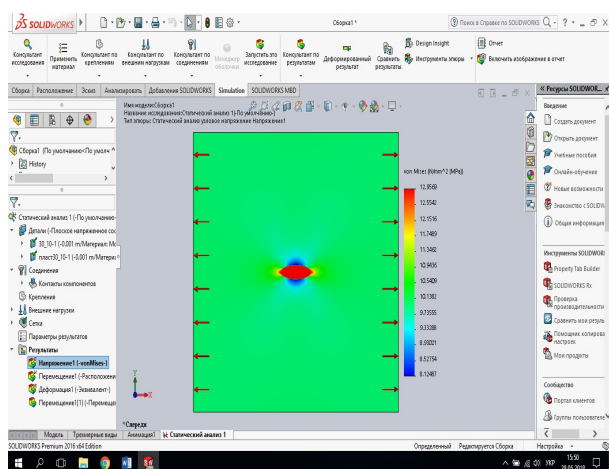 SOLIDWORKS
Сборка1 *
Поиск в Справке по SOLIDWORKS
Консультант исследования
Применить материал
Консультант по креплениям
Консультант по внешним нагрузкам
Консультант по соединениям
Менеджер оболочки
Запустить это исследование
Консультант по результатам
Деформированный результат
Сравнить результаты
Design Insight
Инструменты эпюры
Отчет
Включить изображение в отчет
Сборка Расположение Эскиз Анализировать Добавления SOLIDWORKS Simulation SOLIDWORKS MBD
Сборка1 (По умолчанию<По умолч
History
Статический анализ 1 (-По умолчанию-
Детали (-Плоское напряженное сос
30_10-1 (-0.001 m/Материал: Mo
пласт30_10-1 (-0.001 m/Матери
Соединения
Контакты компонентов
Крепления
Внешние нагрузки
Сетка
Параметры результатов
Результаты
Напряжение1 (-vonMises-)
Перемещение1 (-Расположени
Деформация1 (-Эквивалент-)
Перемещение1{1} (-Перемеще
Имя модели:Сборка1
Название исследования:Статический анализ 1(-По умолчанию-)
Тип эпюры: Статический анализ узловое напряжение Напряжение1
von Mises (N/mm^2 (MPa))
12.9569
12.5542
12.1516
11.7489
11.3462
10.9436
10.5409
10.1382
9.73555
9.33288
8.93021
8.52754
8.12487
Y
X
*Спереди
Ресурсы SOLIDWOR...
Введение
Создать документ
Открыть документ
Учебные пособия
Онлайн-обучение
Новые возможности
Знакомство с SOLIDW
Общая информация
Инструменты SOLIDWORK
Property Tab Builder
SOLIDWORKS Rx
Проверка производительности
Сравнить мои резуль
Помощник копирова настроек
Мои продукты
Сообщество
Портал клиентов
Группы пользователе
Модель Трехмерные виды Анимация1 Статический анализ 1
SOLIDWORKS Premium 2016 x64 Edition
Определенный Редактируется Сборка Настройка
УКР
15:50
28.05.2018